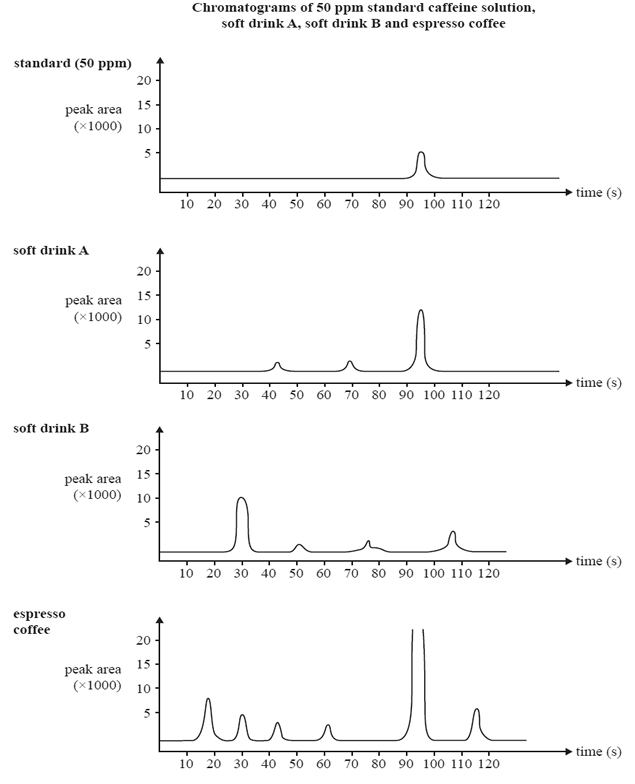 Chromatograms of 50 ppm standard caffeine solution,
soft drink A, soft drink B and espresso coffee
standard (50 ppm)
peak area
(×1000)
20
15
10
5
10 20 30 40 50 60 70 80 90 100 110 120
time (s)
soft drink A
peak area
(×1000)
20
15
10
5
10 20 30 40 50 60 70 80 90 100 110 120
time (s)
soft drink B
peak area
(×1000)
20
15
10
5
10 20 30 40 50 60 70 80 90 100 110 120
time (s)
espresso
coffee
peak area
(×1000)
20
15
10
5
10 20 30 40 50 60 70 80 90 100 110 120
time (s)